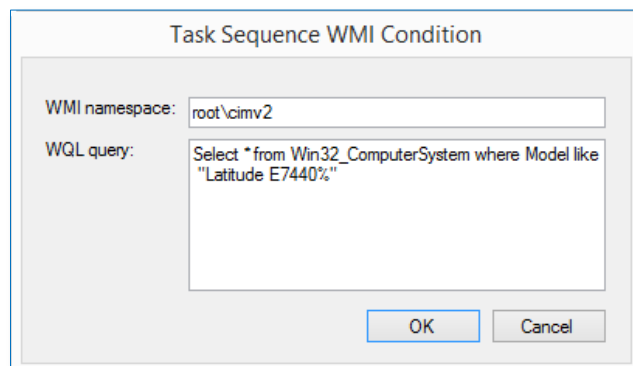 Task Sequence WMI Condition
WMI namespace: root\cimv2
WQL query: Select * from Win32_ComputerSystem where Model like
"Latitude E7440%"
OK Cancel